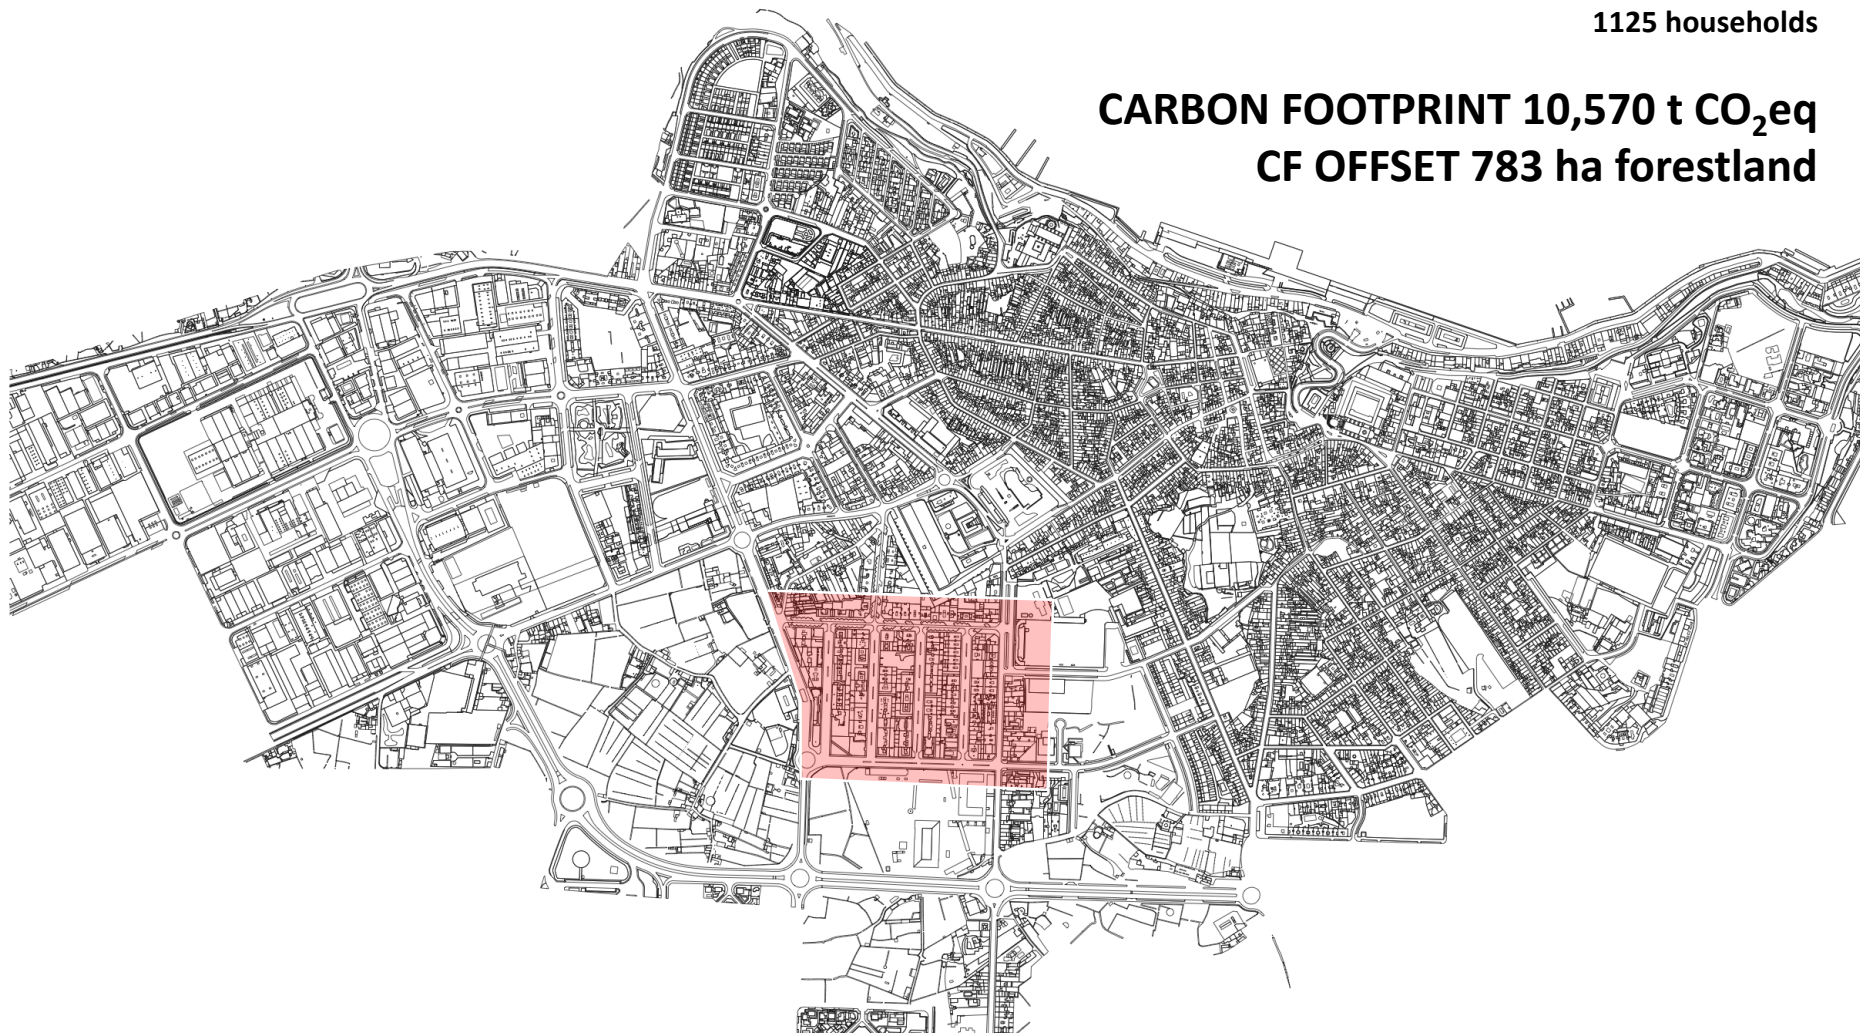 1125 households
CARBON FOOTPRINT 10,570 t CO₂eq
CF OFFSET 783 ha forestland